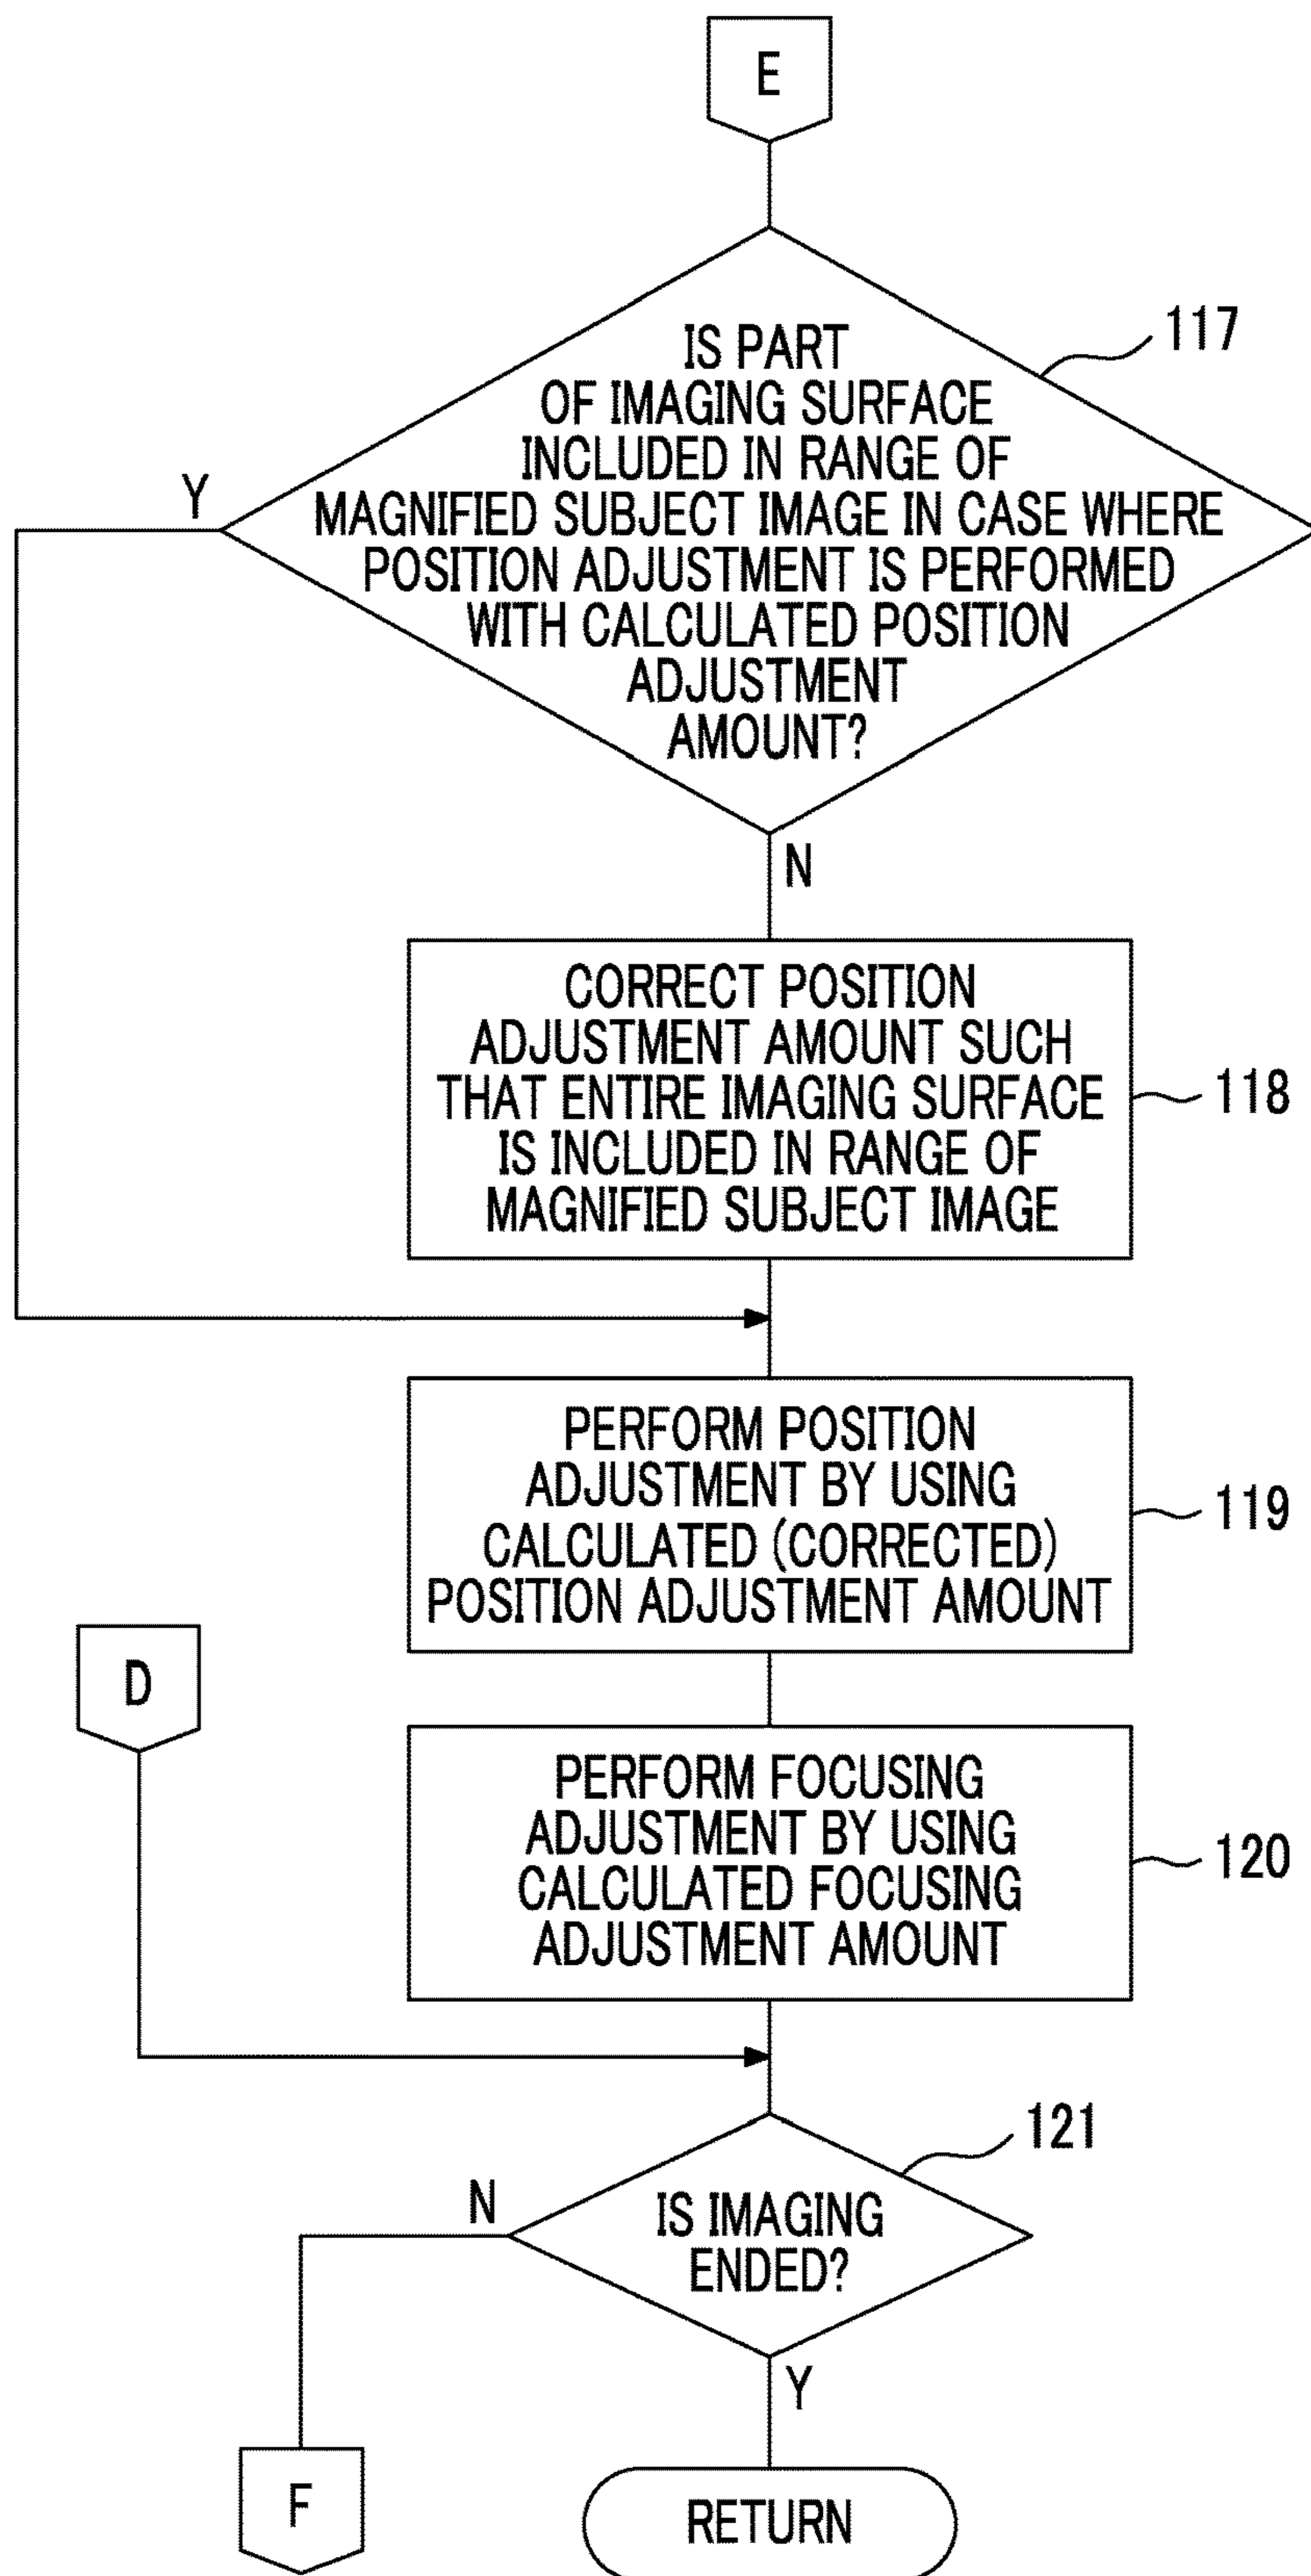 E
117
IS PART
OF IMAGING SURFACE
INCLUDED IN RANGE OF
MAGNIFIED SUBJECT IMAGE IN CASE WHERE
POSITION ADJUSTMENT IS PERFORMED
WITH CALCULATED POSITION
ADJUSTMENT
AMOUNT?
Y
N
CORRECT POSITION
ADJUSTMENT AMOUNT SUCH
THAT ENTIRE IMAGING SURFACE
IS INCLUDED IN RANGE OF
MAGNIFIED SUBJECT IMAGE
118
PERFORM POSITION
ADJUSTMENT BY USING
CALCULATED (CORRECTED)
POSITION ADJUSTMENT AMOUNT
119
D
PERFORM FOCUSING
ADJUSTMENT BY USING
CALCULATED FOCUSING
ADJUSTMENT AMOUNT
120
121
N
IS IMAGING
ENDED?
Y
F
RETURN